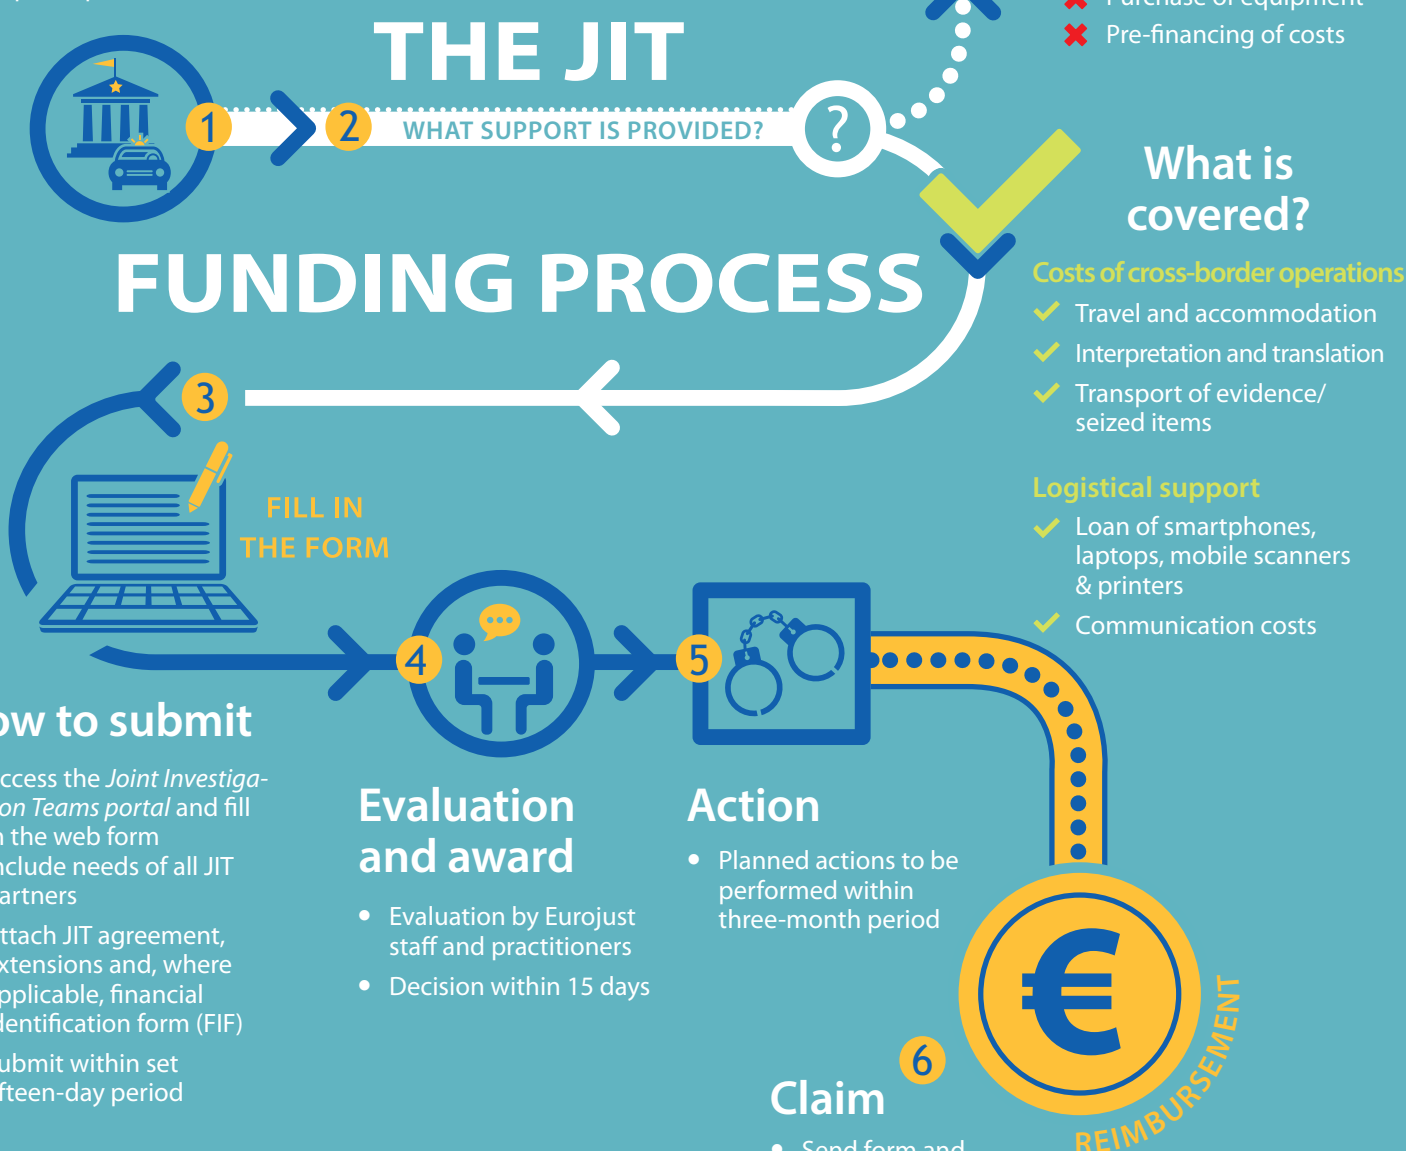 THE JIT
Purchase of equipment
Pre-financing of costs
1
2
WHAT SUPPORT IS PROVIDED?
?
FUNDING PROCESS
What is
covered?
Costs of cross-border operations
Travel and accommodation
Interpretation and translation
Transport of evidence/
seized items
Logistical support
Loan of smartphones,
laptops, mobile scanners
& printers
Communication costs
3
FILL IN
THE FORM
ow to submit
ccess the Joint Investiga-
on Teams portal and fill
n the web form
nclude needs of all JIT
artners
ttach JIT agreement,
xtensions and, where
pplicable, financial
dentification form (FIF)
ubmit within set
fteen-day period
4
Evaluation
and award
• Evaluation by Eurojust
staff and practitioners
• Decision within 15 days
5
Action
• Planned actions to be
performed within
three-month period
€
REIMBURSEMENT
6
Claim
• Send form and